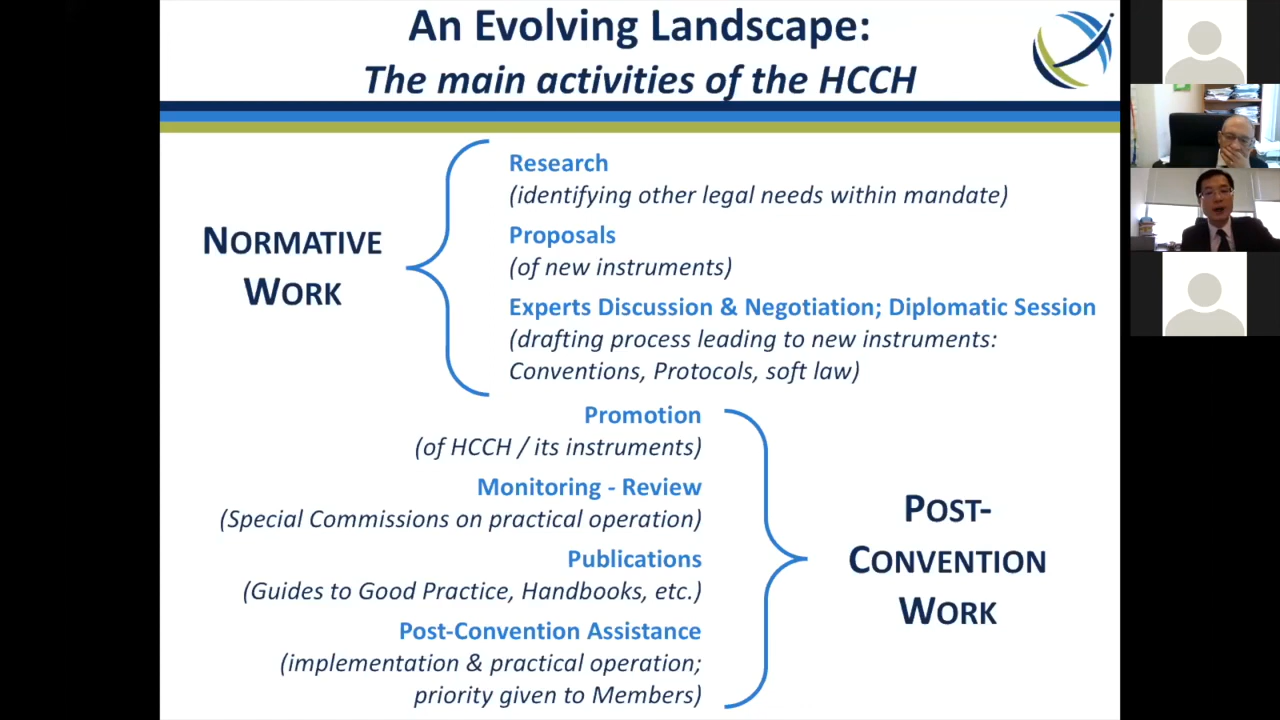 An Evolving Landscape:
The main activities of the HCCH
NORMATIVE
WORK
Research
(identifying other legal needs within mandate)
Proposals
(of new instruments)
Experts Discussion & Negotiation; Diplomatic Session
(drafting process leading to new instruments:
Conventions, Protocols, soft law)
Promotion
(of HCCH / its instruments)
Monitoring - Review
(Special Commissions on practical operation)
Publications
(Guides to Good Practice, Handbooks, etc.)
Post-Convention Assistance
(implementation & practical operation;
priority given to Members)
POST-
CONVENTION
WORK